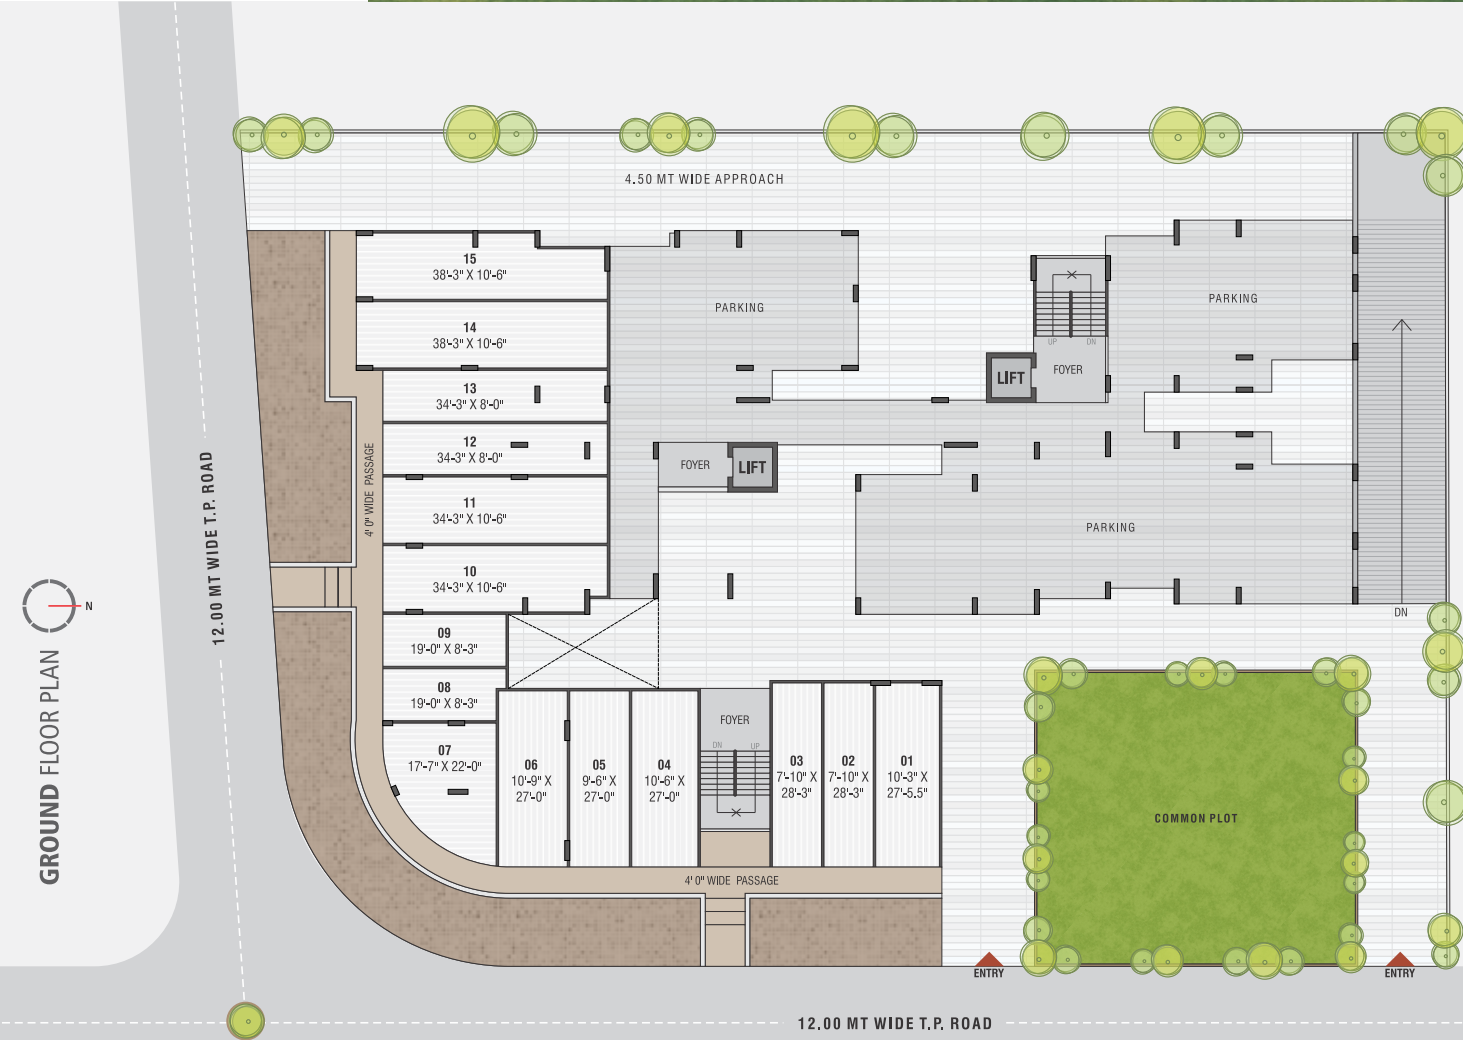 4.50 MT WIDE APPROACH
15
38'-3" X 10'-6"
14
38'-3" X 10'-6"
13
34'-3" X 8'-0"
12
34'-3" X 8'-0"
11
34'-3" X 10'-6"
10
34'-3" X 10'-6"
09
19'-0" X 8'-3"
08
19'-0" X 8'-3"
07
17'-7" X 22'-0"
06
10'-9" X
27'-0"
05
9'-6" X
27'-0"
04
10'-6" X
27'-0"
FOYER
DN
UP
03
7'-10" X
28'-3"
02
7'-10" X
28'-3"
01
10'-3" X
27'-5.5"
4' 0" WIDE PASSAGE
4' 0" WIDE PASSAGE
PARKING
PARKING
UP
DN
LIFT
FOYER
FOYER
LIFT
PARKING
DN
COMMON PLOT
ENTRY
ENTRY
12.00 MT WIDE T.P. ROAD
12.00 MT WIDE T.P. ROAD
N
GROUND FLOOR PLAN